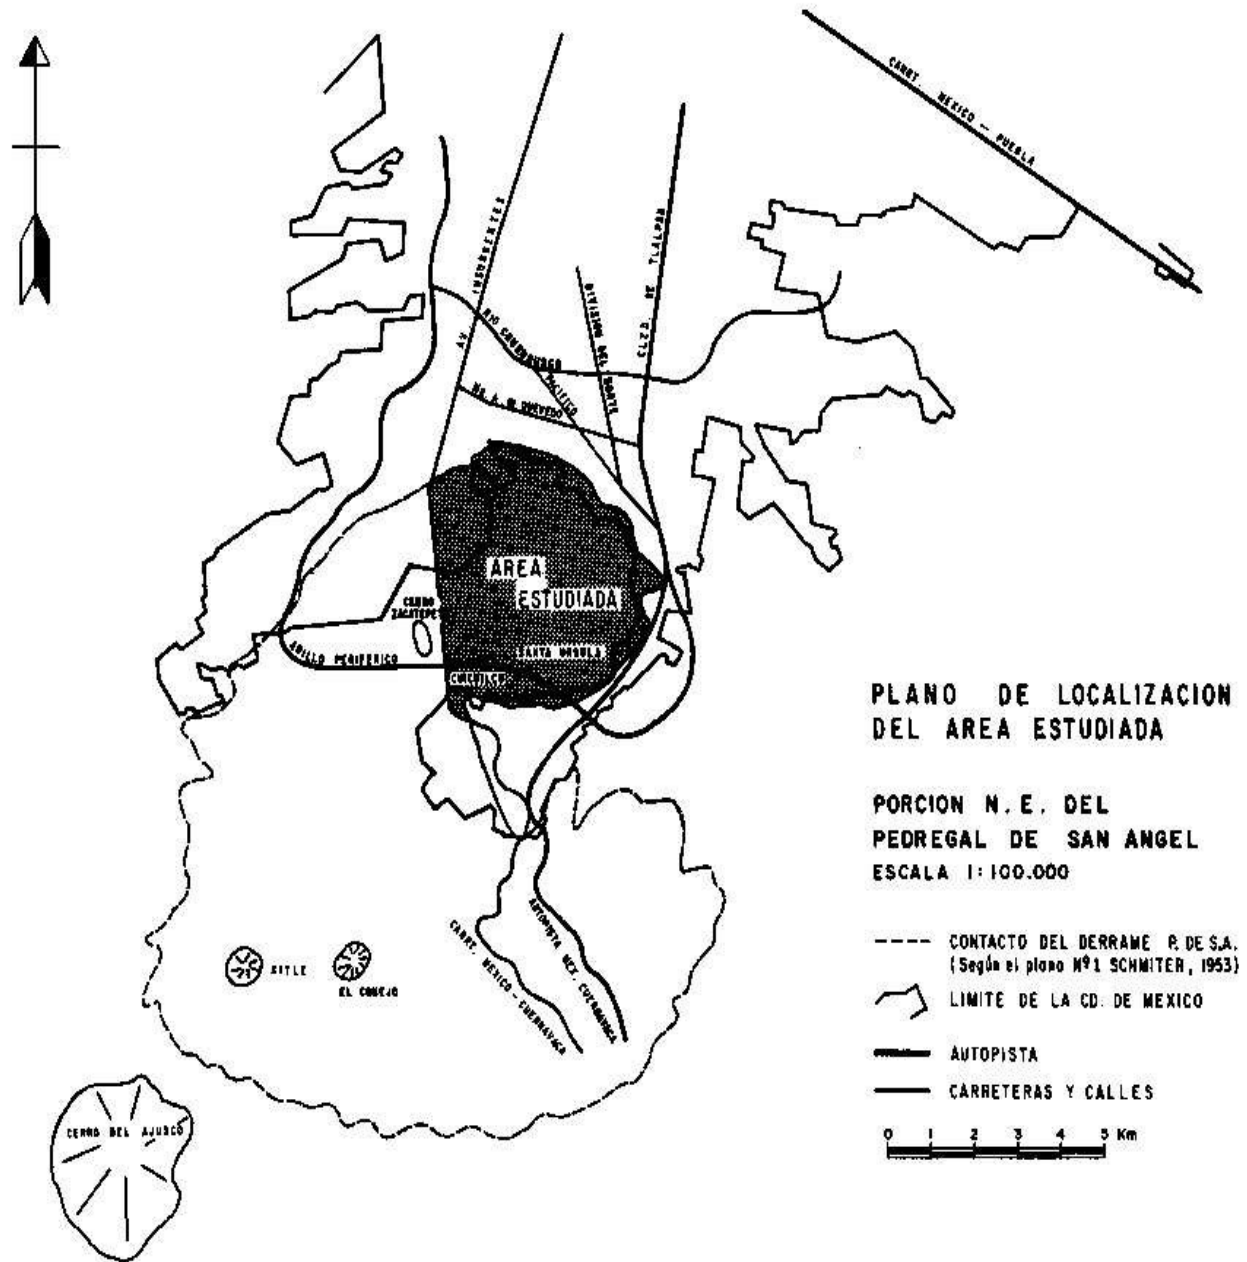 CARRT. MEXICO - PUEBLA
AV. INSURGENTES
CLZD. DE TLALPAN
DIVISION DEL NORTE
RIO CHURUBUSCO
PACIFICO
A. M. QUEVEDO
AREA
ESTUDIADA
CERRO
ZACATEPE
ANILLO PERIFERICO
SANTA URSULA
CUICUILCO
PLANO DE LOCALIZACION
DEL AREA ESTUDIADA
PORCION N. E. DEL
PEDREGAL DE SAN ANGEL
ESCALA 1: 100.000
CONTACTO DEL DERRAME P. DE S.A.
(Según el plano Nº 1 SCHMITER, 1953)
LIMITE DE LA CD. DE MEXICO
AUTOPISTA
CARRETERAS Y CALLES
0 1 2 3 4 5 Km
XITLE
EL CONEJO
CARRT. MEXICO - CUERNAVACA
AUTOPISTA MEX. CUERNAVACA
CERRO DEL AJUSCO